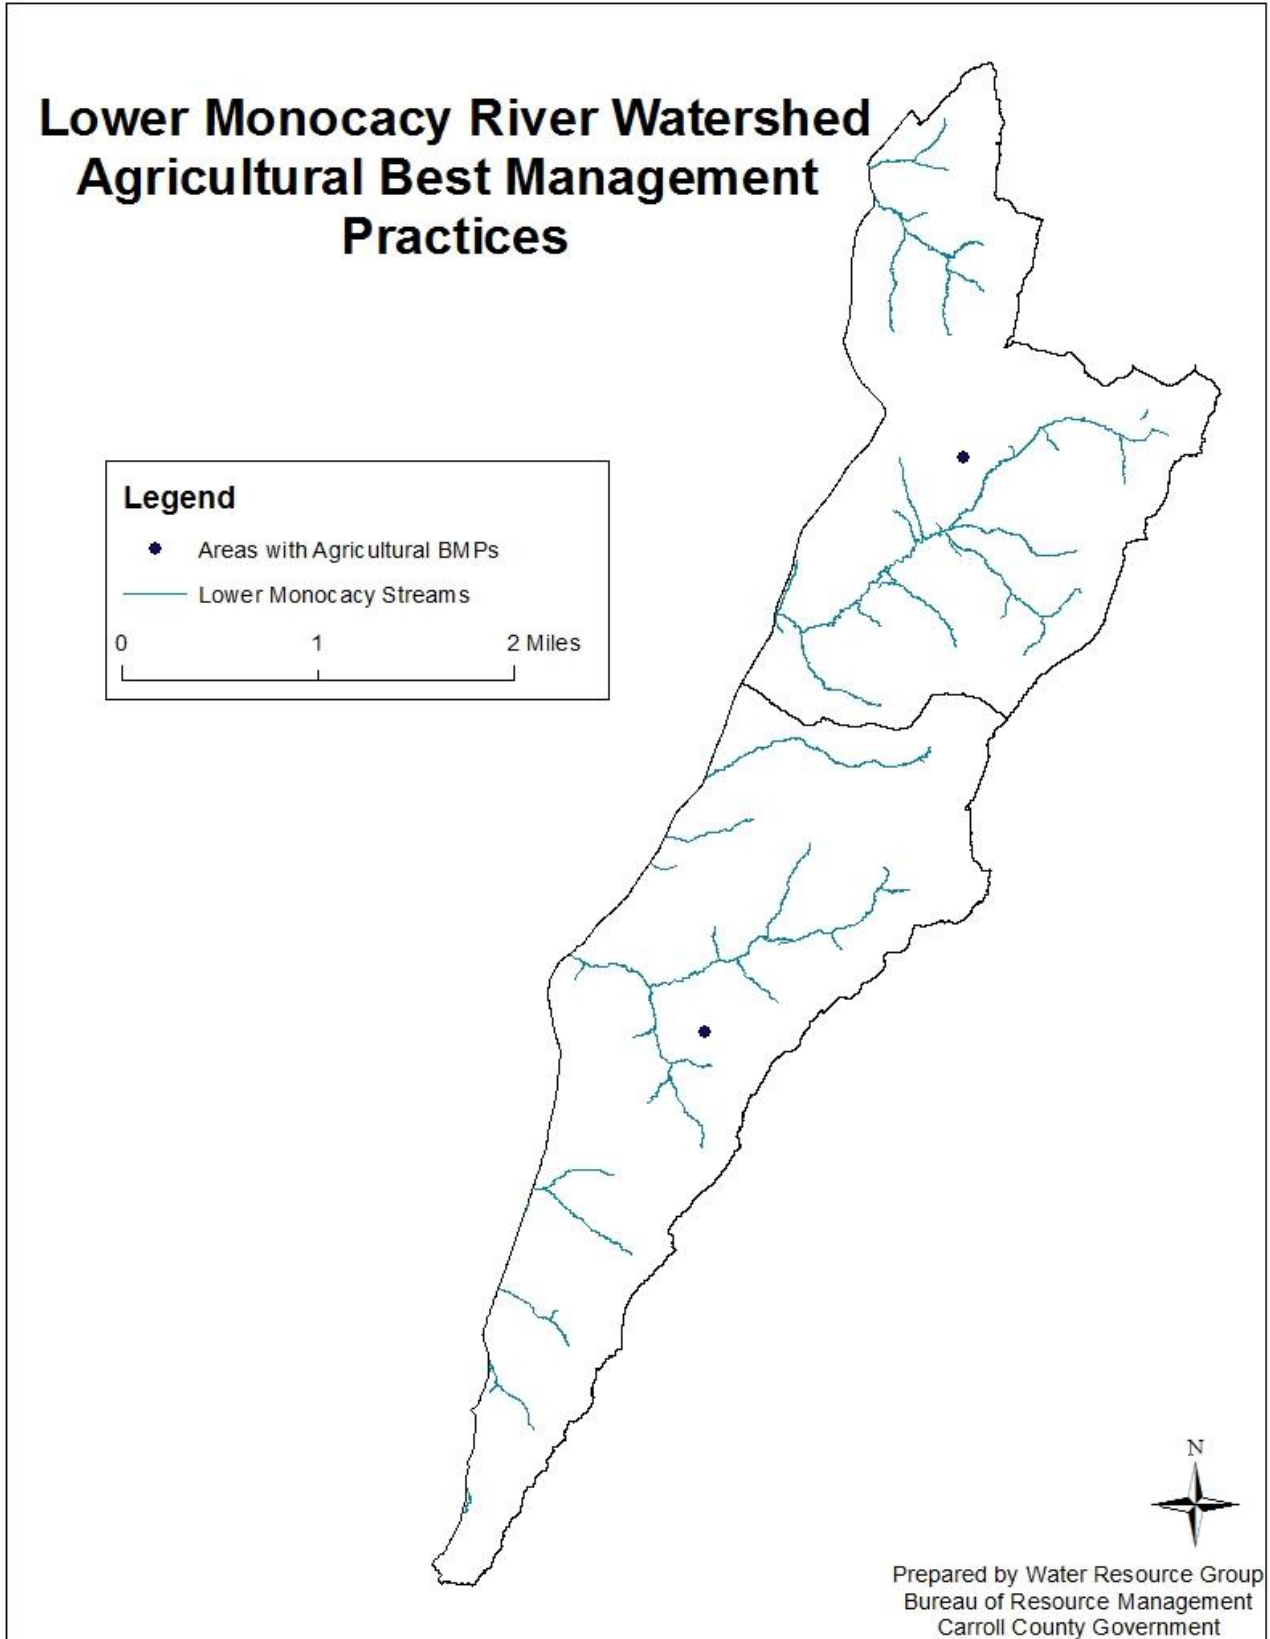 Lower Monocacy River Watershed
Agricultural Best Management
Practices
Legend
Areas with Agricultural BMPs
Lower Monocacy Streams
0 1 2 Miles
N
Prepared by Water Resource Group
Bureau of Resource Management
Carroll County Government